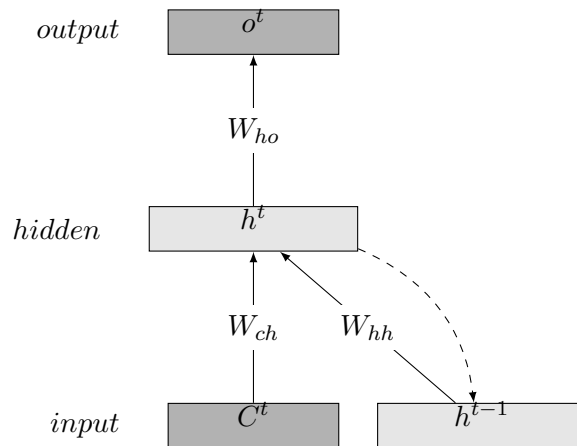 output o^t
W_ho
hidden h^t
W_ch W_hh
input C^t h^{t-1}